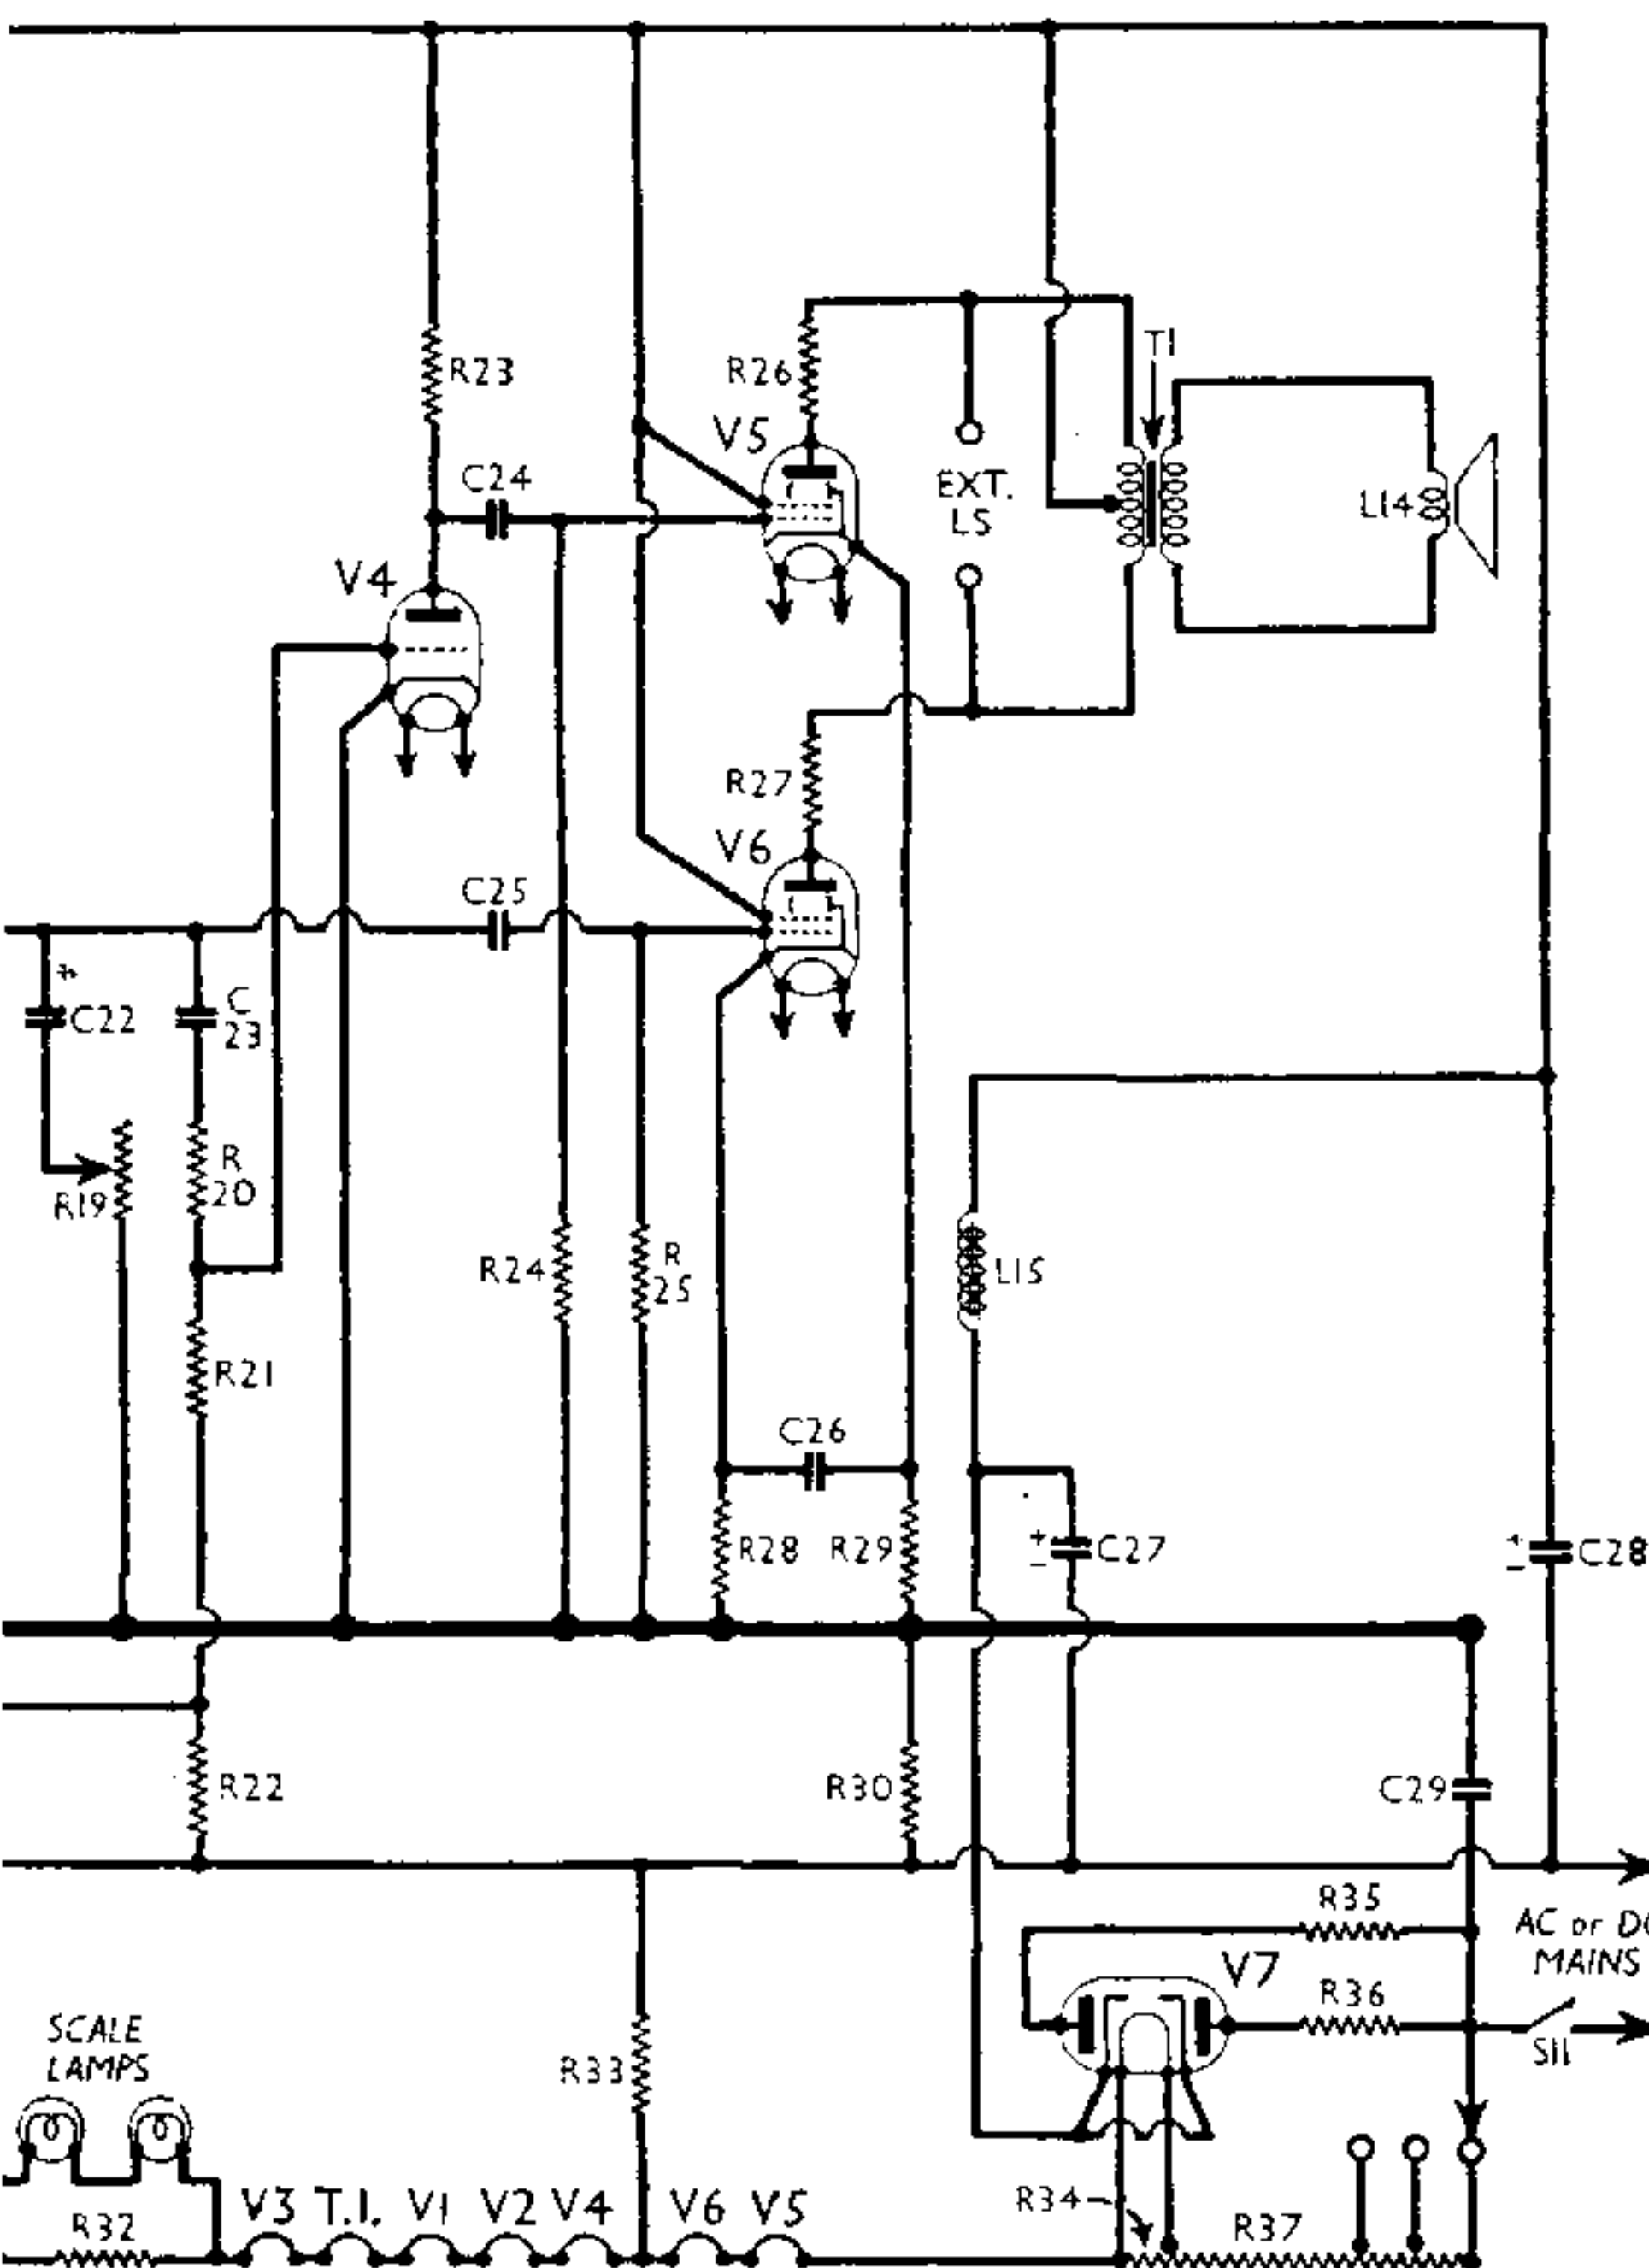 T1
R23
R26
V5
C24
EXT.
LS
L14
V4
R27
V6
C25
+
C22
C
23
R
20
R19
R24
R
25
L15
R21
C26
R28
R29
+
-
C27
+
-
C28
R22
R30
C29
R35
AC or DC
MAINS
V7
R36
S11
SCALE
LAMPS
R33
R34
R37
R32
V3
T.I.
V1
V2
V4
V6
V5